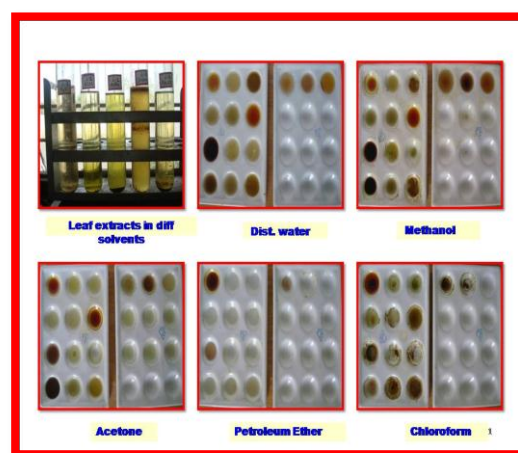 Leaf extracts in diff
solvents
Dist. water
Methanol
Acetone
Petroleum Ether
Chloroform
1